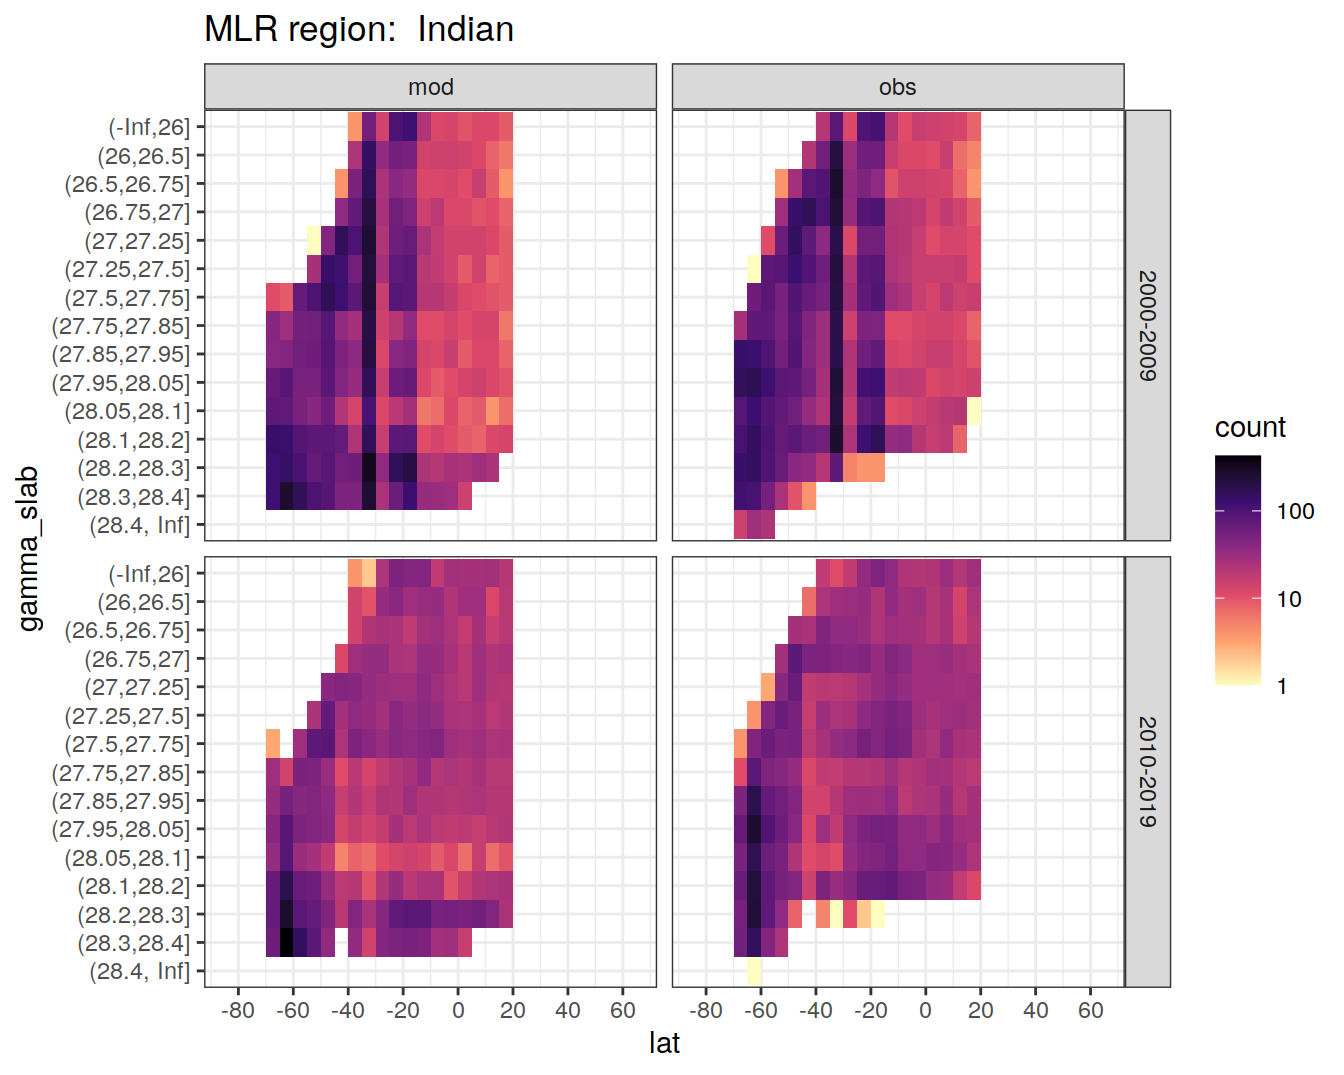 MLR region:  Indian
mod
obs
(-Inf,26]
(26,26.5]
(26.5,26.75]
(26.75,27]
(27,27.25]
(27.25,27.5]
(27.5,27.75]
(27.75,27.85]
(27.85,27.95]
(27.95,28.05]
(28.05,28.1]
(28.1,28.2]
(28.2,28.3]
(28.3,28.4]
(28.4, Inf]
2000-2009
(-Inf,26]
(26,26.5]
(26.5,26.75]
(26.75,27]
(27,27.25]
(27.25,27.5]
(27.5,27.75]
(27.75,27.85]
(27.85,27.95]
(27.95,28.05]
(28.05,28.1]
(28.1,28.2]
(28.2,28.3]
(28.3,28.4]
(28.4, Inf]
2010-2019
gamma_slab
-80 -60 -40 -20 0 20 40 60 -80 -60 -40 -20 0 20 40 60
lat
count
100
10
1